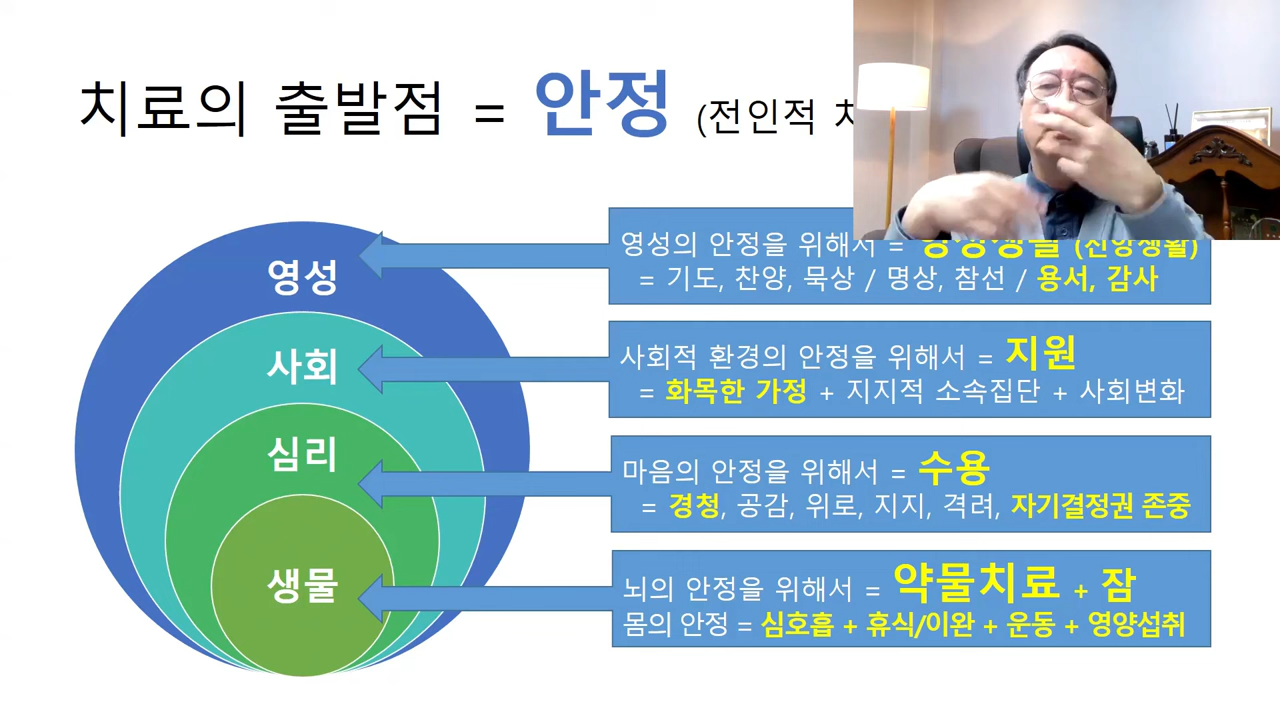 치료의 출발점 = 안정 (전인적
영성
사회
심리
생물
영성의 안정을 위해서 = (신앙생활)
= 기도, 찬양, 묵상 / 명상, 참선 / 용서, 감사
사회적 환경의 안정을 위해서 = 지원
= 화목한 가정 + 지지적 소속집단 + 사회변화
마음의 안정을 위해서 = 수용
= 경청, 공감, 위로, 지지, 격려, 자기결정권 존중
뇌의 안정을 위해서 = 약물치료 + 잠
몸의 안정 = 심호흡 + 휴식/이완 + 운동 + 영양섭취